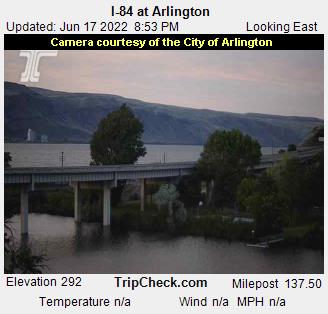 I-84 at Arlington
Updated: Jun 17 2022 8:53 PM Looking East
Camera courtesy of the City of Arlington
Elevation 292 TripCheck.com Milepost 137.50
Temperature n/a Wind n/a MPH n/a